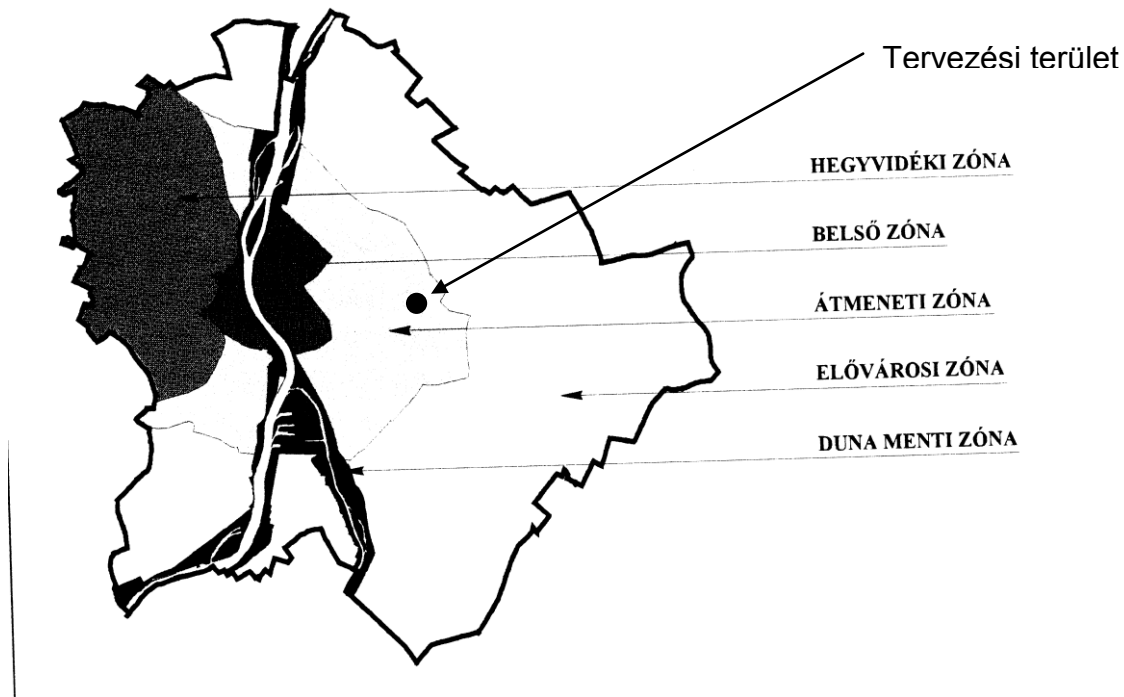 Tervezési terület
HEGYVIDÉKI ZÓNA
BELSŐ ZÓNA
ÁTMENETI ZÓNA
ELŐVÁROSI ZÓNA
DUNA MENTI ZÓNA